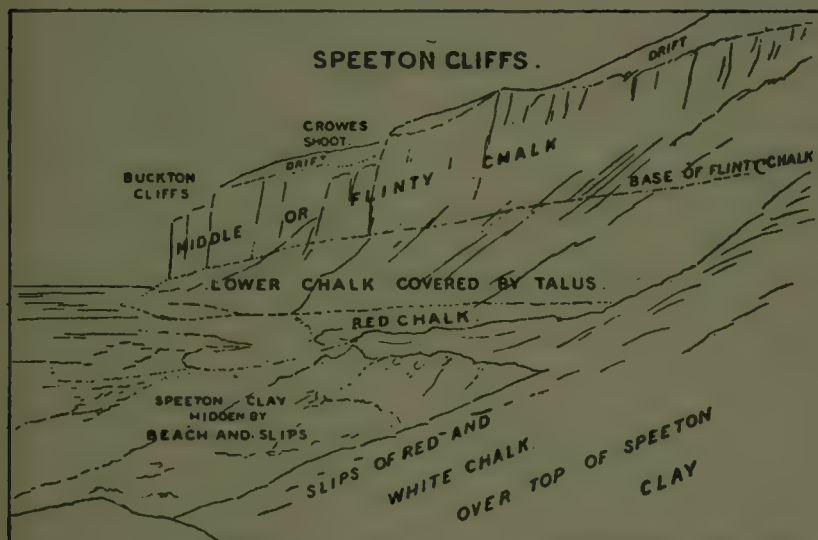 SPEETON CLIFFS.
DRIFT
CROWES
SHOOT.
DRIFT
BUCKTON
CLIFFS
MIDDLE OR FLINTY CHALK
BASE OF FLINTY CHALK
LOWER CHALK COVERED BY TALUS.
RED CHALK.
SPEETON CLAY
HIDDEN BY
BEACH AND SLIPS
SLIPS OF RED AND
WHITE CHALK.
OVER TOP OF SPEETON
CLAY